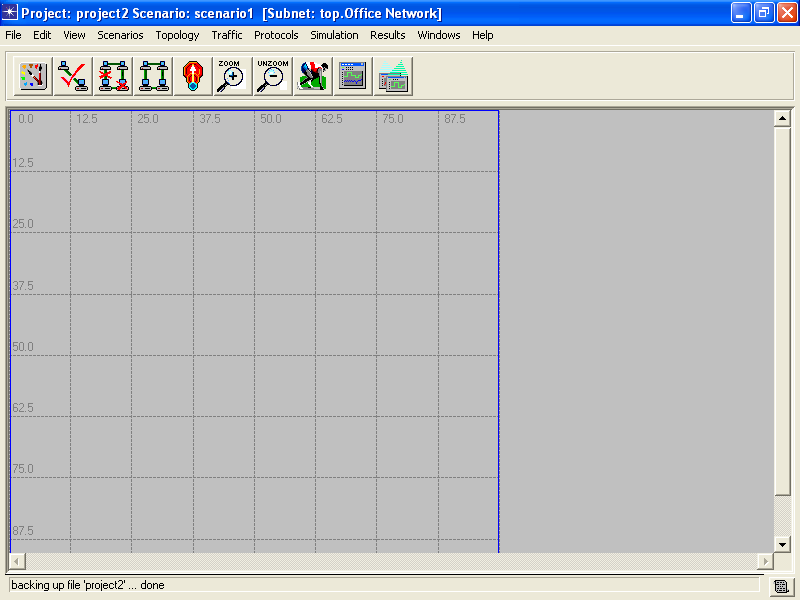 Project: project2 Scenario: scenario1 [Subnet: top.Office Network]
File Edit View Scenarios Topology Traffic Protocols Simulation Results Windows Help
ZOOM UNZOOM
0.0 12.5 25.0 37.5 50.0 62.5 75.0 87.5
12.5
25.0
37.5
50.0
62.5
75.0
87.5
backing up file 'project2' ... done